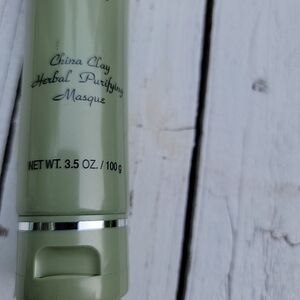 China Clay
Herbal Purifying
Masque
NET WT. 3.5 OZ. / 100 g